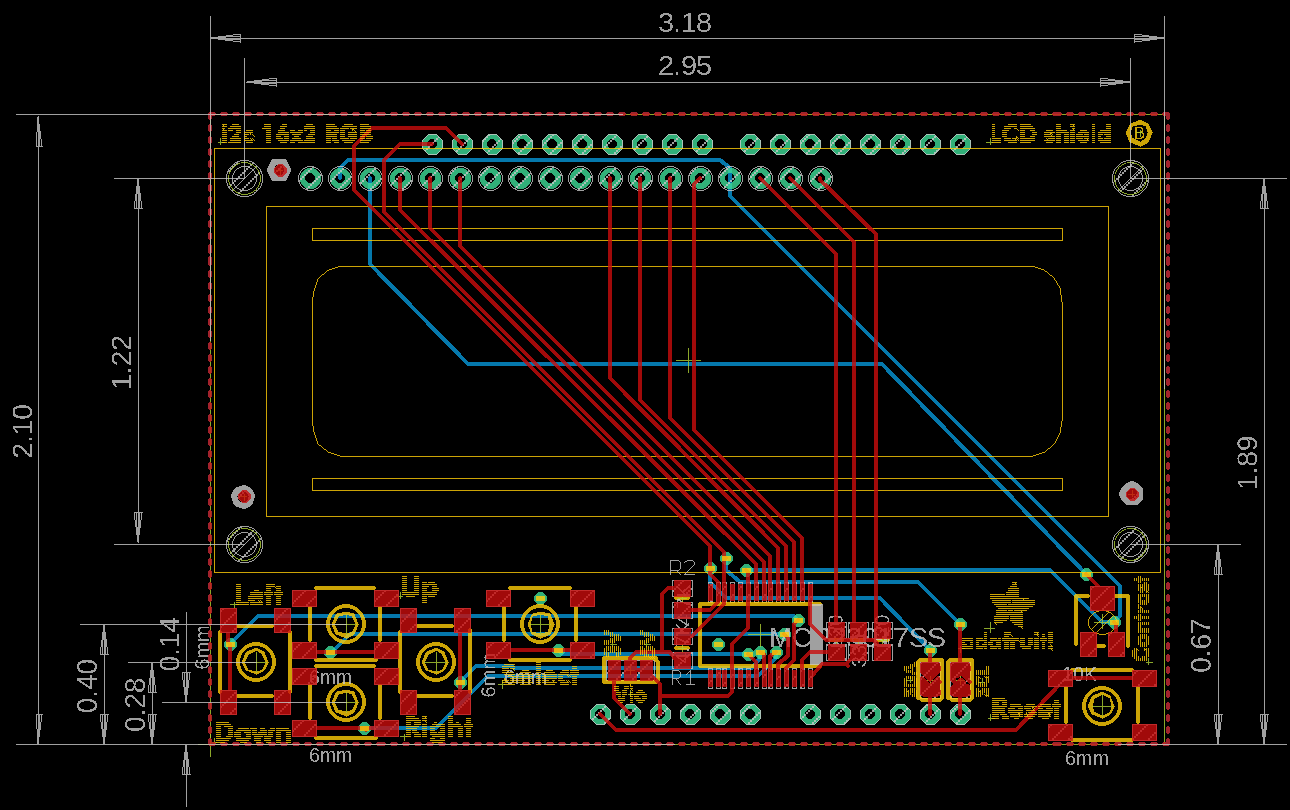 3.18
2.95
i2c 16x2 RGB
LCD shield
B
1.22
2.10
1.89
R2
Left
Up
adafruit
Contrast
0.14
6mm
0.67
0.40
0.28
6mm
6mm
Select
R1
10K
Vio
Reset
Down
Right
6mm
6mm